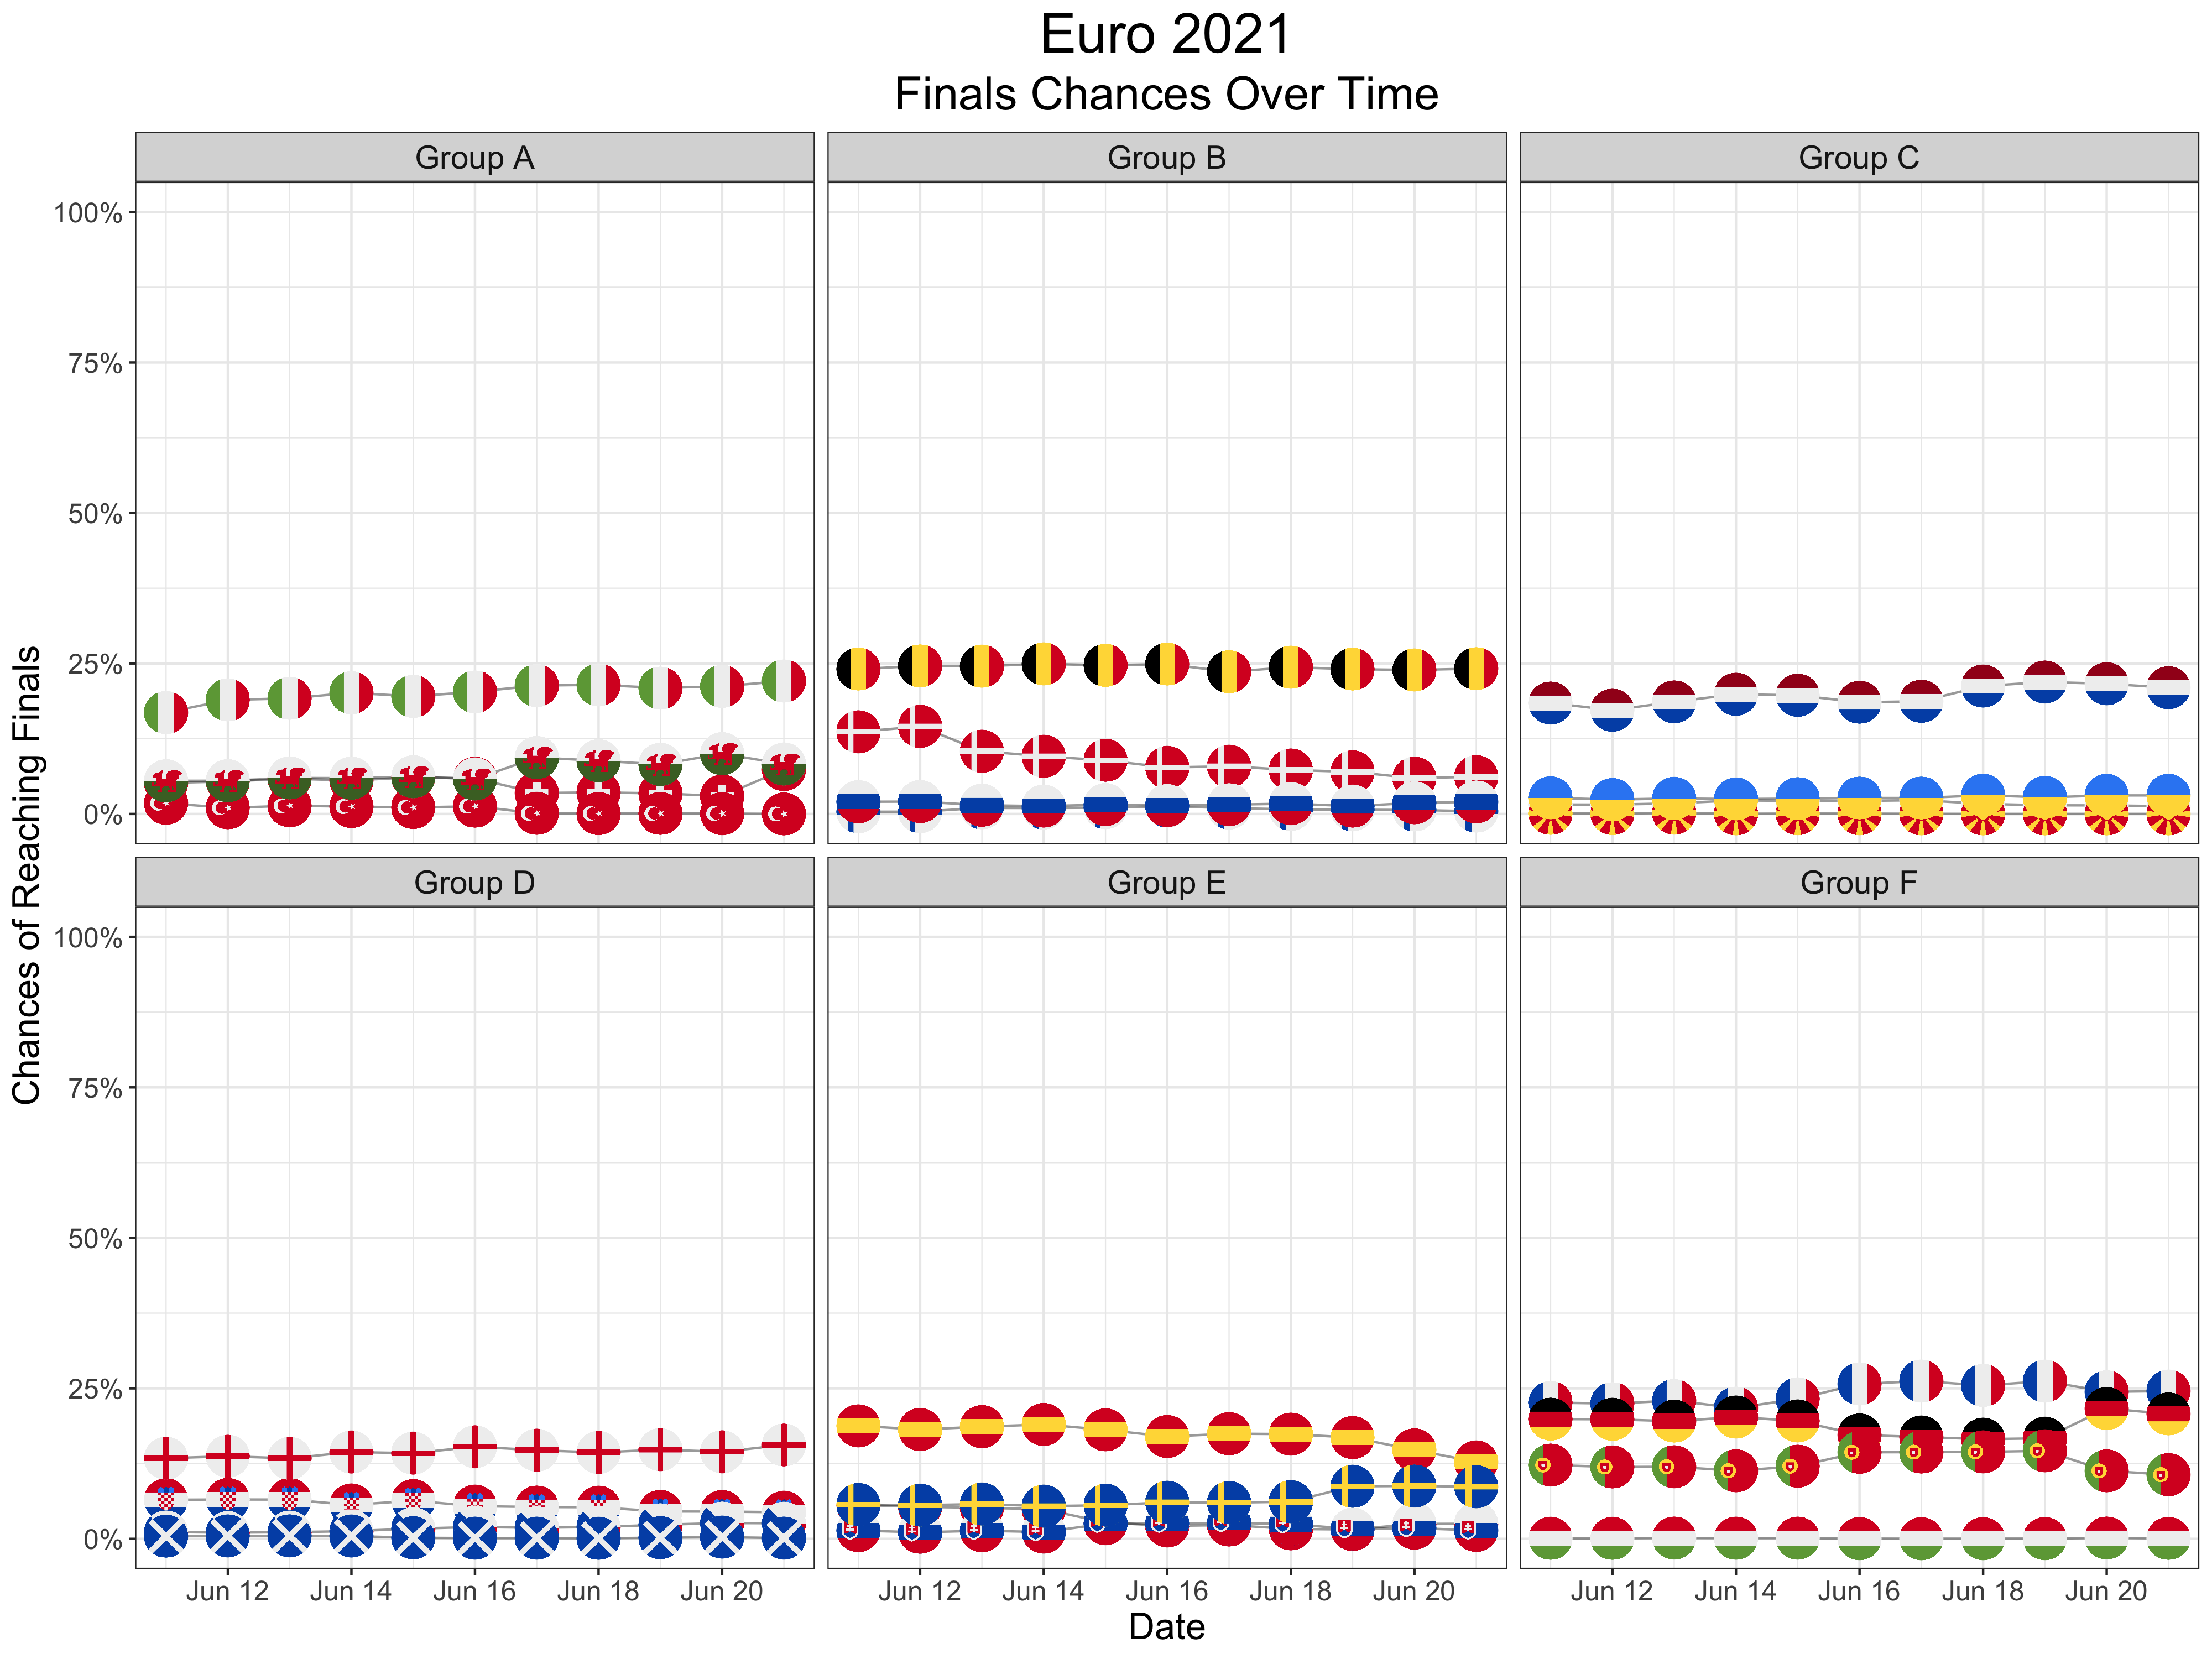 Euro 2021
Finals Chances Over Time
Group A
Group B
Group C
100%
75%
50%
25%
0%
Group D
Group E
Group F
100%
75%
50%
25%
0%
Chances of Reaching Finals
Jun 12 Jun 14 Jun 16 Jun 18 Jun 20
Jun 12 Jun 14 Jun 16 Jun 18 Jun 20
Jun 12 Jun 14 Jun 16 Jun 18 Jun 20
Date